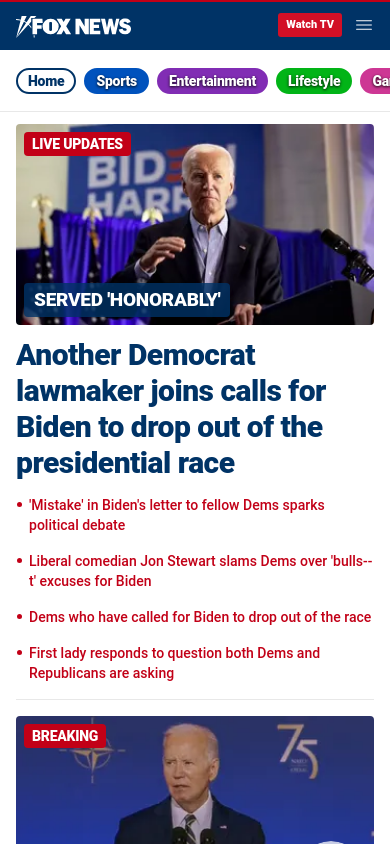 FOX NEWS
Watch TV
Home
Sports
Entertainment
Lifestyle
LIVE UPDATES
BIDEN
HARRIS
SERVED 'HONORABLY'
Another Democrat
lawmaker joins calls for
Biden to drop out of the
presidential race
'Mistake' in Biden's letter to fellow Dems sparks
political debate
Liberal comedian Jon Stewart slams Dems over 'bulls--
t' excuses for Biden
Dems who have called for Biden to drop out of the race
First lady responds to question both Dems and
Republicans are asking
BREAKING
75